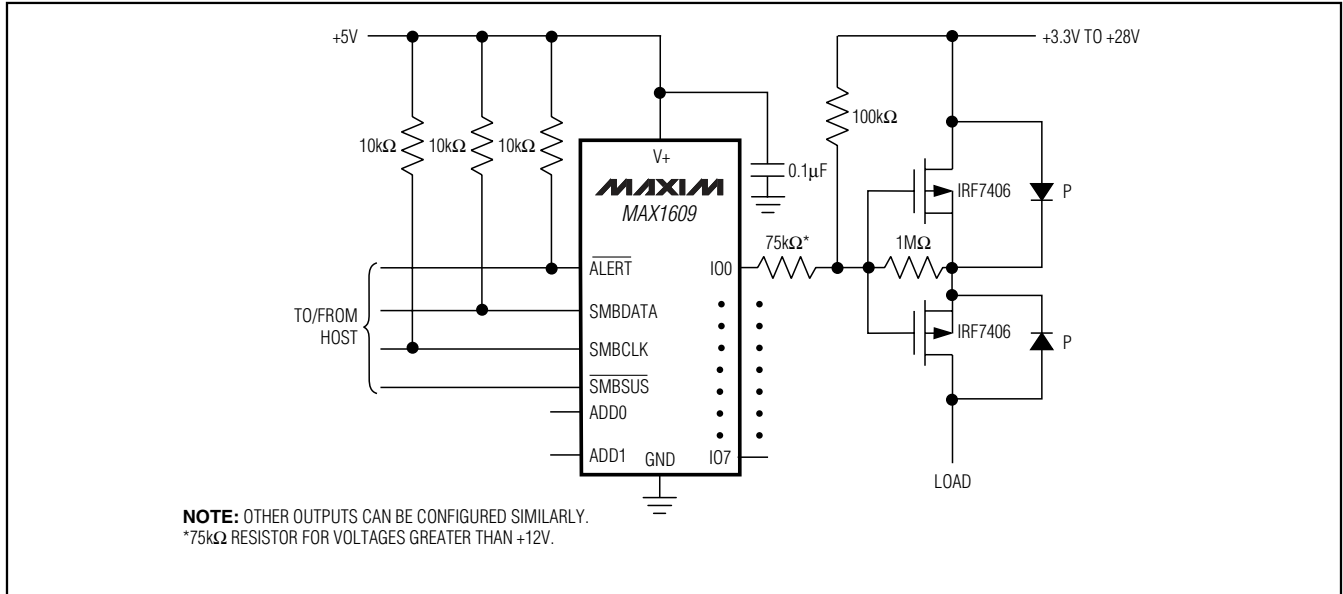 +5V
+3.3V TO +28V
10kΩ
10kΩ
10kΩ
100kΩ
V+
0.1µF
MAXIM
MAX1609
IRF7406
P
75kΩ*
1MΩ
ALERT
IO0
SMBDATA
TO/FROM
HOST
SMBCLK
IRF7406
P
SMBSUS
ADD0
ADD1
GND
IO7
LOAD
NOTE: OTHER OUTPUTS CAN BE CONFIGURED SIMILARLY.
*75kΩ RESISTOR FOR VOLTAGES GREATER THAN +12V.